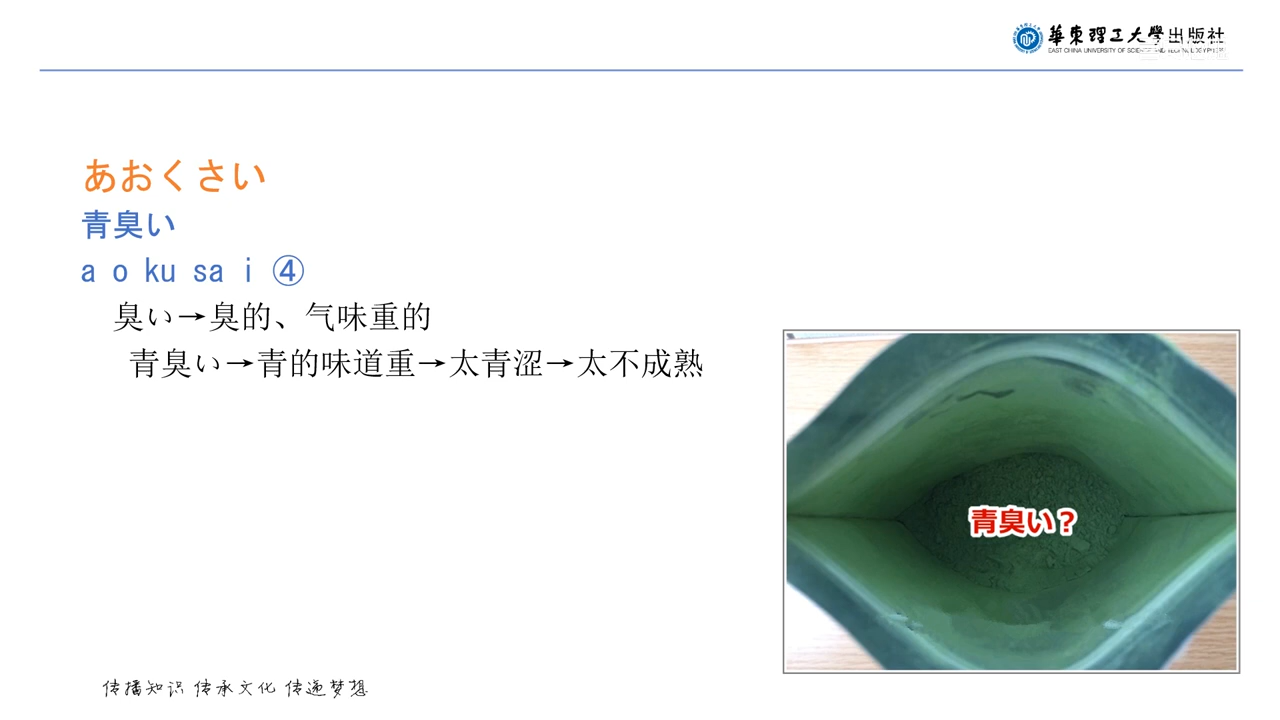 華東理工大學出版社
あおくさい
青臭い
a o ku sa i ④
臭い→臭的、气味重的
青臭い→青的味道重→太青涩→太不成熟
青臭い？
传播知识 传承文化 传递梦想